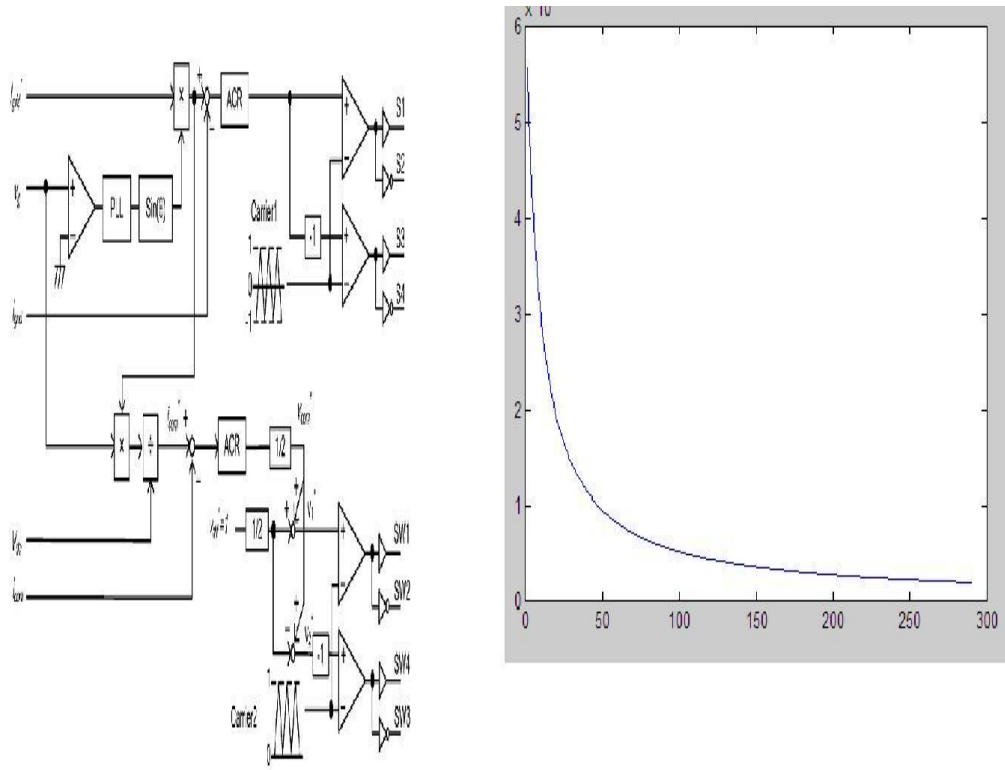 x
+
ACR
+
S1
S2
PLL
Sin(θ)
+
Carrier1
-1
+
S3
S4
1
0
-1
x
÷
+
ACR
1/2
1/2
+
SW1
SW2
-1
+
SW4
SW3
Carrier2
1
0
6
5
4
3
2
1
0
0
50
100
150
200
250
300